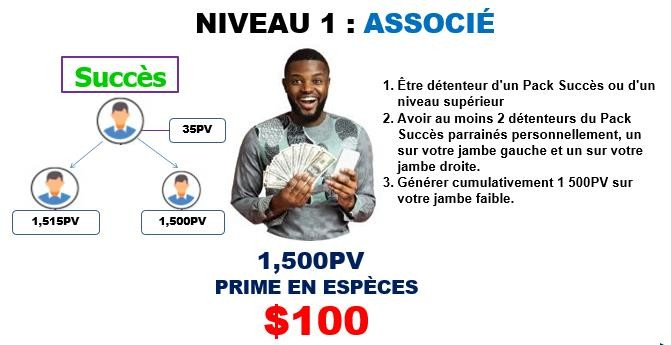 NIVEAU 1 : ASSOCIÉ
Succès
35PV
1,515PV
1,500PV
1. Être détenteur d'un Pack Succès ou d'un
niveau supérieur
2. Avoir au moins 2 détenteurs du Pack
Succès parrainés personnellement, un
sur votre jambe gauche et un sur votre
jambe droite.
3. Générer cumulativement 1 500PV sur
votre jambe faible.
1,500PV
PRIME EN ESPÈCES
$100